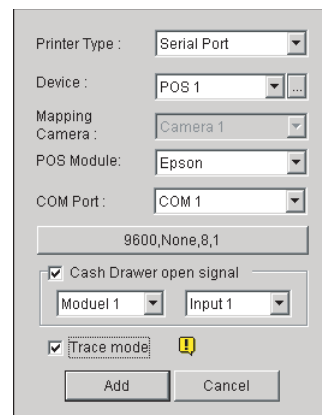 Printer Type : Serial Port
Device : POS 1 ...
Mapping
Camera : Camera 1
POS Module: Epson
COM Port : COM 1
9600,None,8,1
Cash Drawer open signal
Moduel 1 Input 1
Trace mode !
Add Cancel